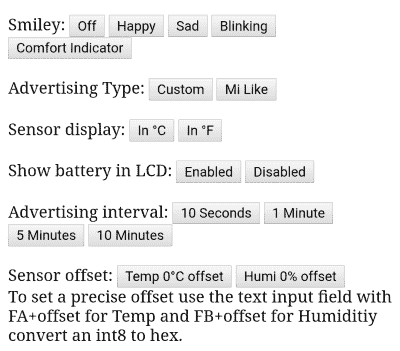 Smiley: Off Happy Sad Blinking
Comfort Indicator
Advertising Type: Custom Mi Like
Sensor display: In °C In °F
Show battery in LCD: Enabled Disabled
Advertising interval: 10 Seconds 1 Minute
5 Minutes 10 Minutes
Sensor offset: Temp 0°C offset Humi 0% offset
To set a precise offset use the text input field with
FA+offset for Temp and FB+offset for Humiditiy
convert an int8 to hex.